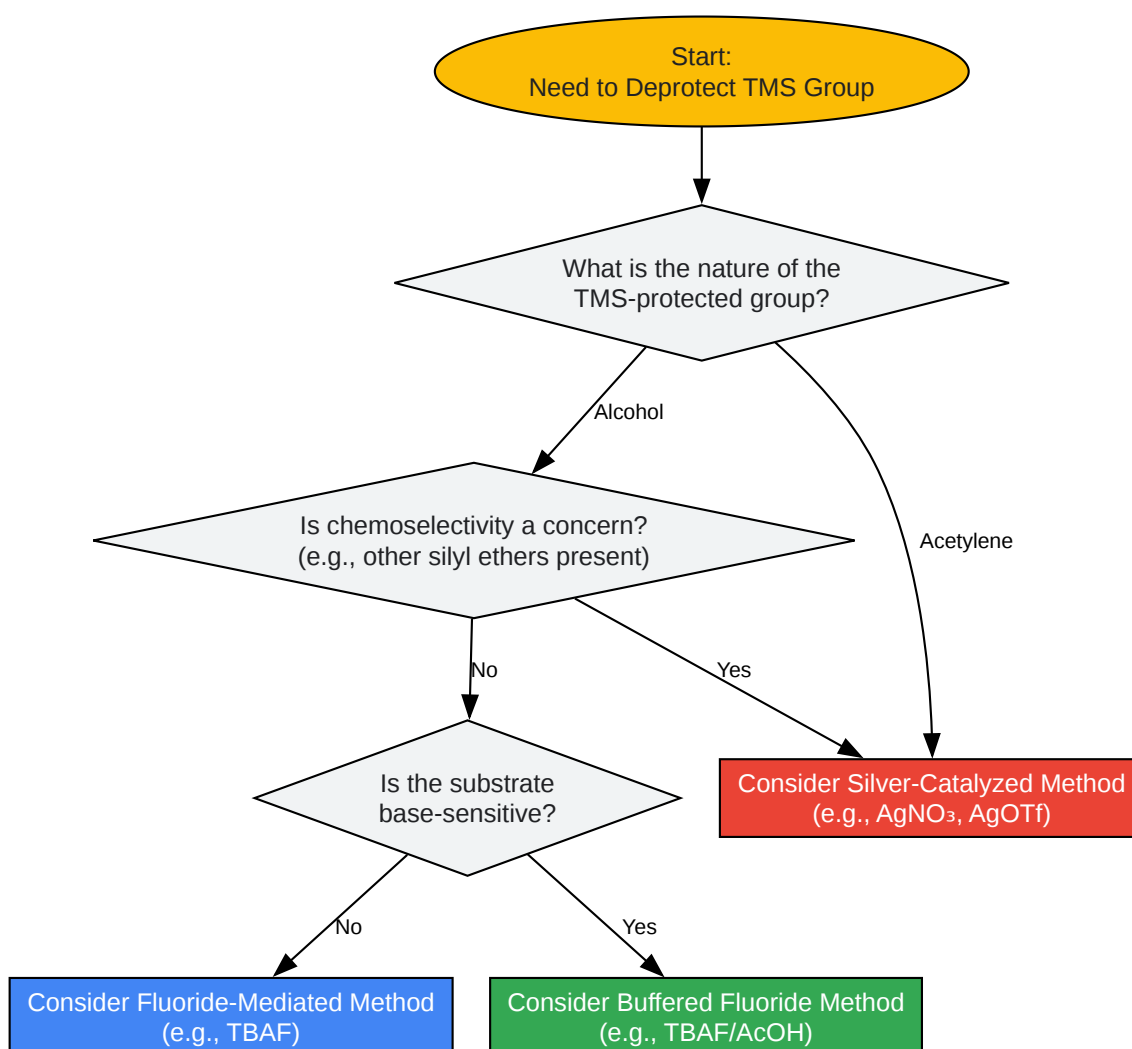 Start:
Need to Deprotect TMS Group
What is the nature of the
TMS-protected group?
Alcohol
Acetylene
Is chemoselectivity a concern?
(e.g., other silyl ethers present)
No
Yes
Is the substrate
base-sensitive?
Consider Silver-Catalyzed Method
(e.g., AgNO₃, AgOTf)
No
Yes
Consider Fluoride-Mediated Method
(e.g., TBAF)
Consider Buffered Fluoride Method
(e.g., TBAF/AcOH)